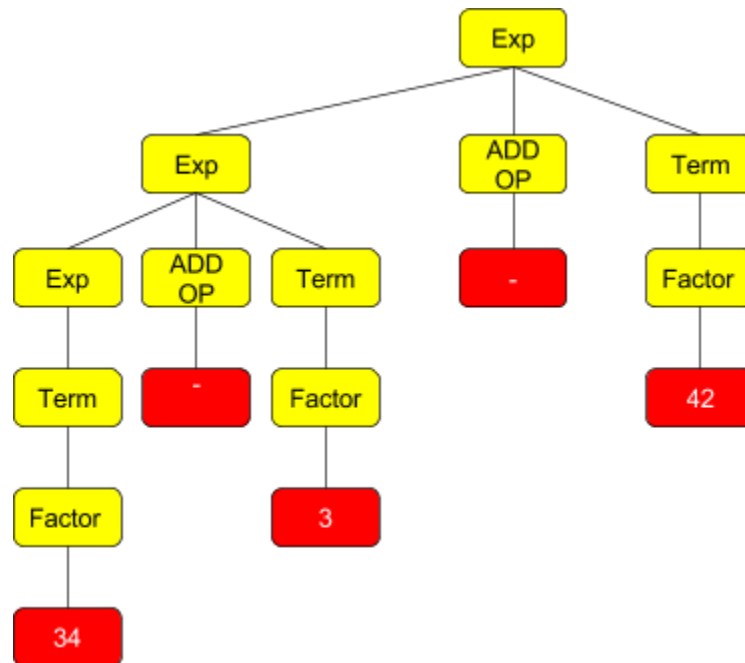 Exp
Exp
ADD
OP
Term
Exp
ADD
OP
Term
-
Factor
Term
-
Factor
42
Factor
3
34